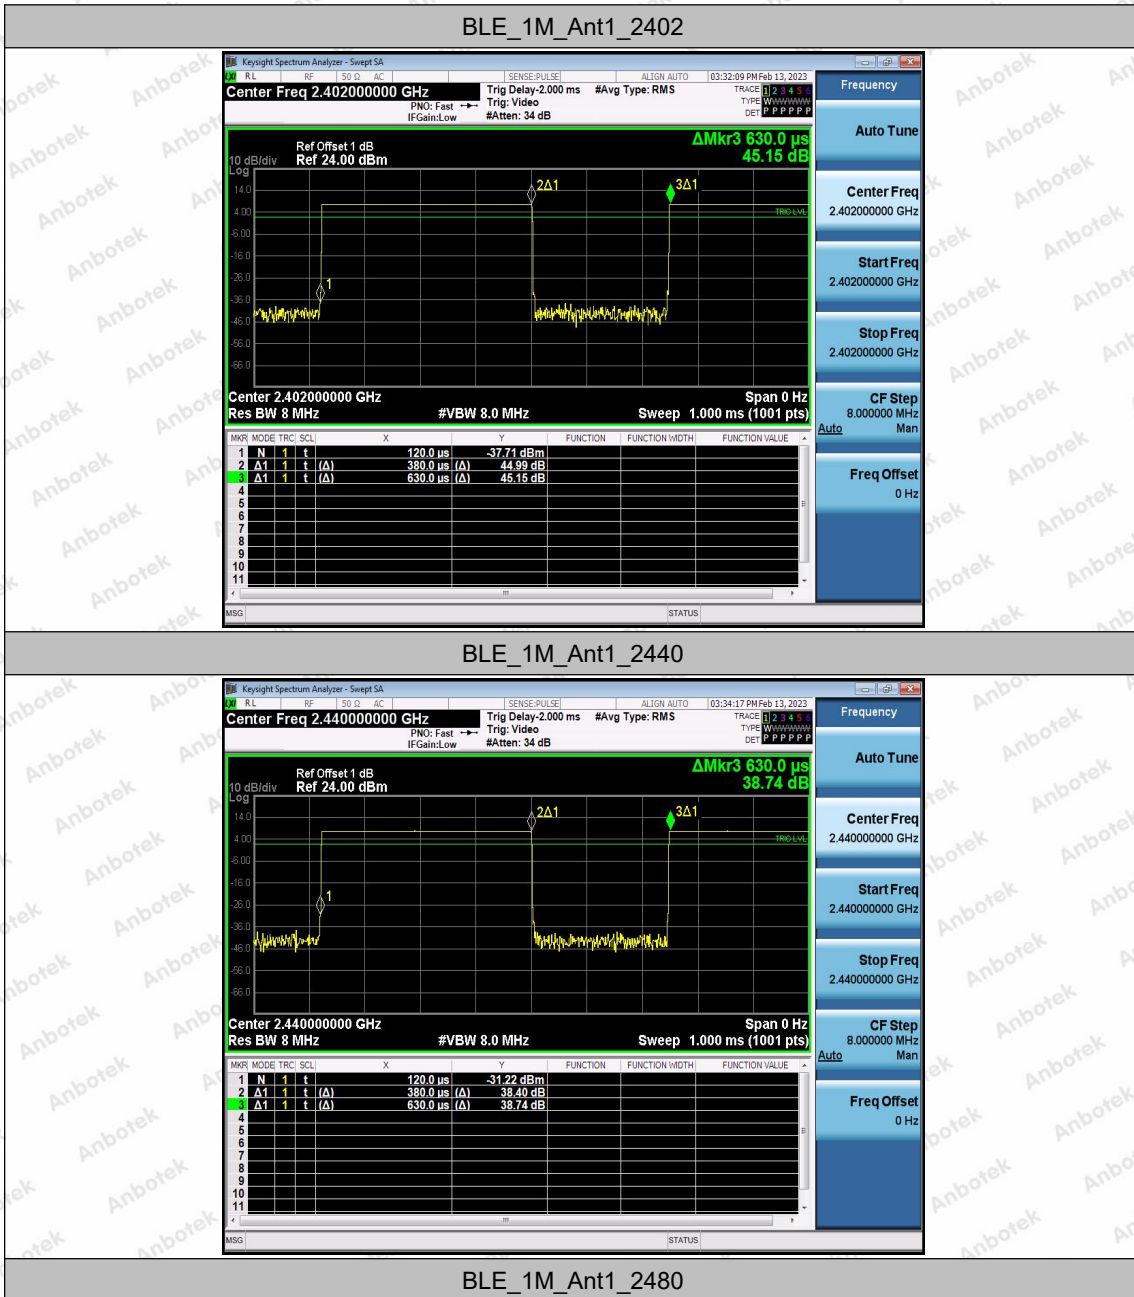 BLE_1M_Ant1_2402
Keysight Spectrum Analyzer - Swept SA
LXI RL RF 50 Ω AC SENSE:PULSE ALIGN AUTO 03:32:09 PM Feb 13, 2023
Center Freq 2.402000000 GHz Trig Delay-2.000 ms #Avg Type: RMS TRACE 1 2 3 4 5 6
PNO: Fast Trig: Video TYPE WWWWWW
IFGain:Low #Atten: 34 dB DET P P P P P P
Frequency
ΔMkr3 630.0 µs
45.15 dB
Ref Offset 1 dB
10 dB/div Ref 24.00 dBm
Log
14.0
4.00
-6.00
-16.0
-26.0
-36.0
-46.0
-56.0
-66.0
1
2Δ1
3Δ1
TRIG LVL
Center 2.402000000 GHz Span 0 Hz
Res BW 8 MHz #VBW 8.0 MHz Sweep 1.000 ms (1001 pts)
MKR MODE TRC SCL X Y FUNCTION FUNCTION WIDTH FUNCTION VALUE
1 N 1 t 120.0 µs -37.71 dBm
2 Δ1 1 t (Δ) 380.0 µs (Δ) 44.99 dB
3 Δ1 1 t (Δ) 630.0 µs (Δ) 45.15 dB
4
5
6
7
8
9
10
11
MSG STATUS
Auto Tune
Center Freq
2.402000000 GHz
Start Freq
2.402000000 GHz
Stop Freq
2.402000000 GHz
CF Step
8.000000 MHz
Auto Man
Freq Offset
0 Hz
BLE_1M_Ant1_2440
Keysight Spectrum Analyzer - Swept SA
LXI RL RF 50 Ω AC SENSE:PULSE ALIGN AUTO 03:34:17 PM Feb 13, 2023
Center Freq 2.440000000 GHz Trig Delay-2.000 ms #Avg Type: RMS TRACE 1 2 3 4 5 6
PNO: Fast Trig: Video TYPE WWWWWW
IFGain:Low #Atten: 34 dB DET P P P P P P
Frequency
ΔMkr3 630.0 µs
38.74 dB
Ref Offset 1 dB
10 dB/div Ref 24.00 dBm
Log
14.0
4.00
-6.00
-16.0
-26.0
-36.0
-46.0
-56.0
-66.0
1
2Δ1
3Δ1
TRIG LVL
Center 2.440000000 GHz Span 0 Hz
Res BW 8 MHz #VBW 8.0 MHz Sweep 1.000 ms (1001 pts)
MKR MODE TRC SCL X Y FUNCTION FUNCTION WIDTH FUNCTION VALUE
1 N 1 t 120.0 µs -31.22 dBm
2 Δ1 1 t (Δ) 380.0 µs (Δ) 38.40 dB
3 Δ1 1 t (Δ) 630.0 µs (Δ) 38.74 dB
4
5
6
7
8
9
10
11
MSG STATUS
Auto Tune
Center Freq
2.440000000 GHz
Start Freq
2.440000000 GHz
Stop Freq
2.440000000 GHz
CF Step
8.000000 MHz
Auto Man
Freq Offset
0 Hz
BLE_1M_Ant1_2480
Anbotek